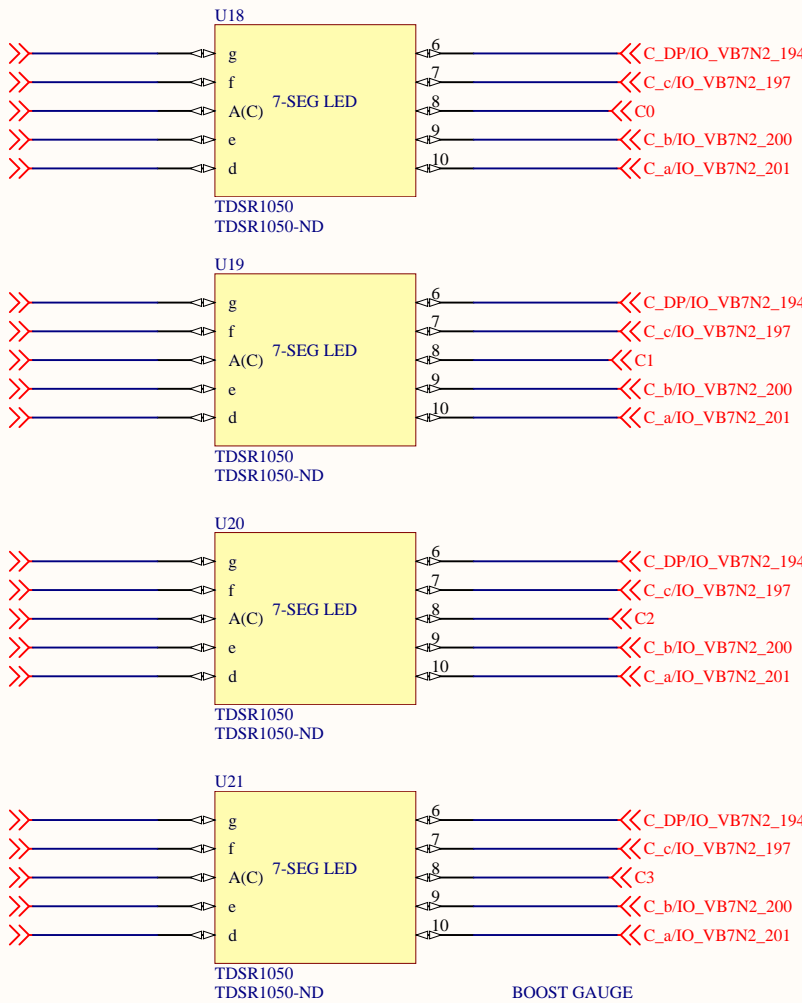 U18
g 6 C_DP/IO_VB7N2_194
f 7 C_c/IO_VB7N2_197
A(C) 7-SEG LED 8 C0
e 9 C_b/IO_VB7N2_200
d 10 C_a/IO_VB7N2_201
TDSR1050
TDSR1050-ND
U19
g 6 C_DP/IO_VB7N2_194
f 7 C_c/IO_VB7N2_197
A(C) 7-SEG LED 8 C1
e 9 C_b/IO_VB7N2_200
d 10 C_a/IO_VB7N2_201
TDSR1050
TDSR1050-ND
U20
g 6 C_DP/IO_VB7N2_194
f 7 C_c/IO_VB7N2_197
A(C) 7-SEG LED 8 C2
e 9 C_b/IO_VB7N2_200
d 10 C_a/IO_VB7N2_201
TDSR1050
TDSR1050-ND
U21
g 6 C_DP/IO_VB7N2_194
f 7 C_c/IO_VB7N2_197
A(C) 7-SEG LED 8 C3
e 9 C_b/IO_VB7N2_200
d 10 C_a/IO_VB7N2_201
TDSR1050
TDSR1050-ND BOOST GAUGE